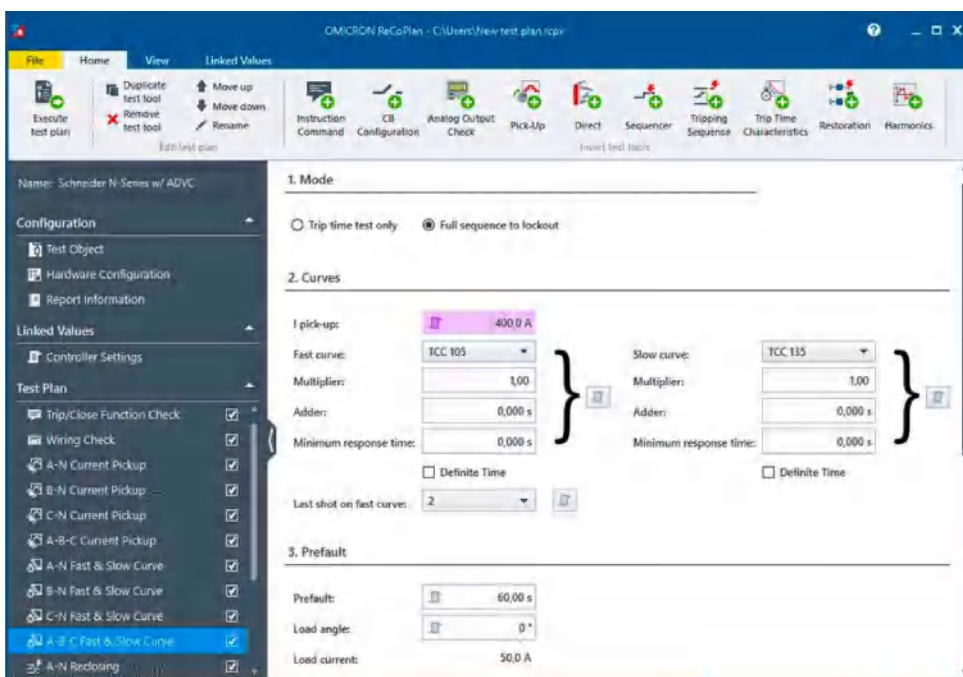 OMICRON ReCoPlan - C:\Users\New test plan.rcpx
File Home View Linked Values
Execute test plan
Duplicate test tool
Remove test tool
Move up
Move down
Rename
Edit test plan
Instruction Command
CB Configuration
Analog Output Check
Pick-Up
Direct
Sequencer
Tripping Sequence
Trip Time Characteristics
Restoration
Harmonics
Insert test tools
Name: Schneider N-Series w/ ADVC
Configuration
Test Object
Hardware Configuration
Report Information
Linked Values
Controller Settings
Test Plan
Trip/Close Function Check
Wiring Check
A-N Current Pickup
B-N Current Pickup
C-N Current Pickup
A-B-C Current Pickup
A-N Fast & Slow Curve
B-N Fast & Slow Curve
C-N Fast & Slow Curve
A-B-C Fast & Slow Curve
A-N Reclosing
1. Mode
Trip time test only Full sequence to lockout
2. Curves
I pick-up: 400,0 A
Fast curve: TCC 105 Slow curve: TCC 135
Multiplier: 1,00 Multiplier: 1,00
Adder: 0,000 s Adder: 0,000 s
Minimum response time: 0,000 s Minimum response time: 0,000 s
Definite Time Definite Time
Last shot on fast curve: 2
3. Prefault
Prefault: 60,00 s
Load angle: 0 °
Load current: 50,0 A